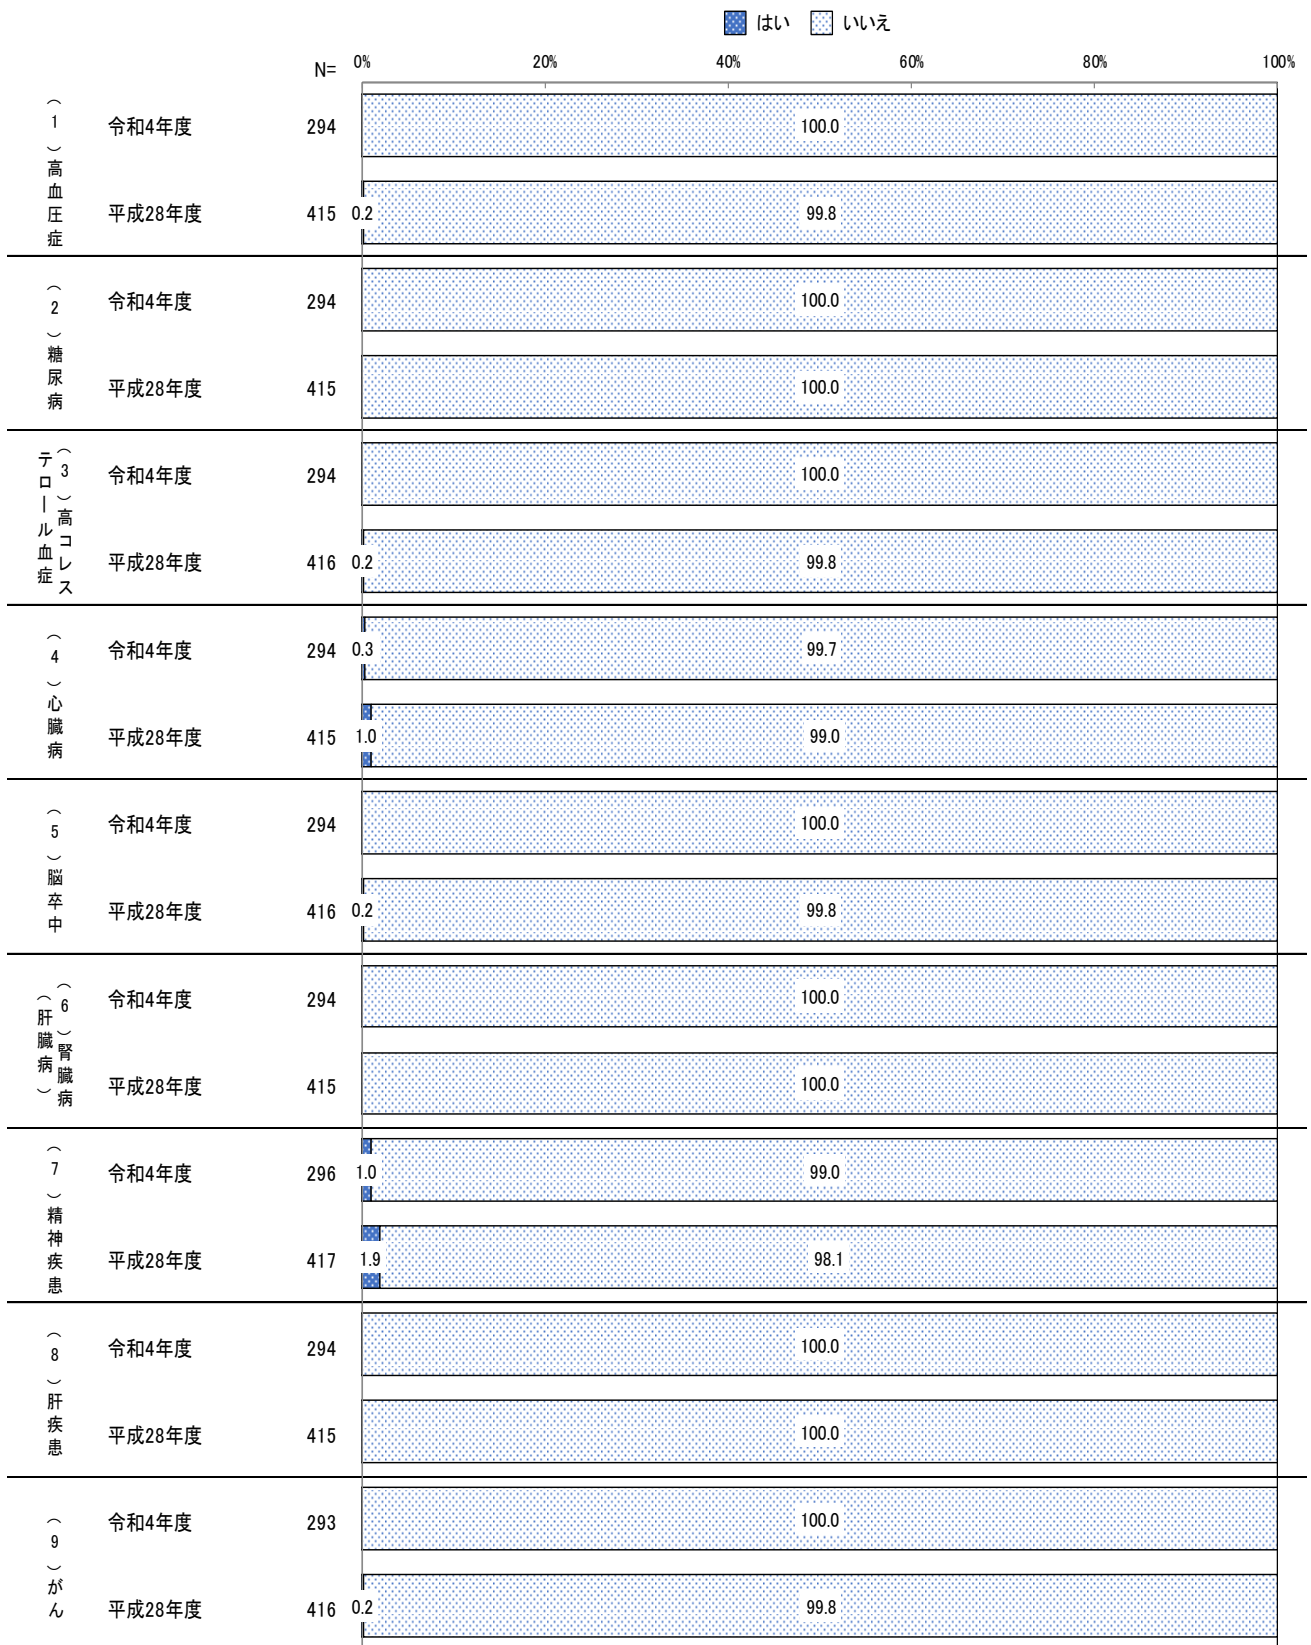 はい いいえ
N= 0% 20% 40% 60% 80% 100%
（1）高血圧症
令和4年度 294 100.0
平成28年度 415 0.2 99.8
（2）糖尿病
令和4年度 294 100.0
平成28年度 415 100.0
（3）高コレス
テロール血症
令和4年度 294 100.0
平成28年度 416 0.2 99.8
（4）心臓病
令和4年度 294 0.3 99.7
平成28年度 415 1.0 99.0
（5）脳卒中
令和4年度 294 100.0
平成28年度 416 0.2 99.8
（6）腎臓病
（肝臓病）
令和4年度 294 100.0
平成28年度 415 100.0
（7）精神疾患
令和4年度 296 1.0 99.0
平成28年度 417 1.9 98.1
（8）肝疾患
令和4年度 294 100.0
平成28年度 415 100.0
（9）がん
令和4年度 293 100.0
平成28年度 416 0.2 99.8